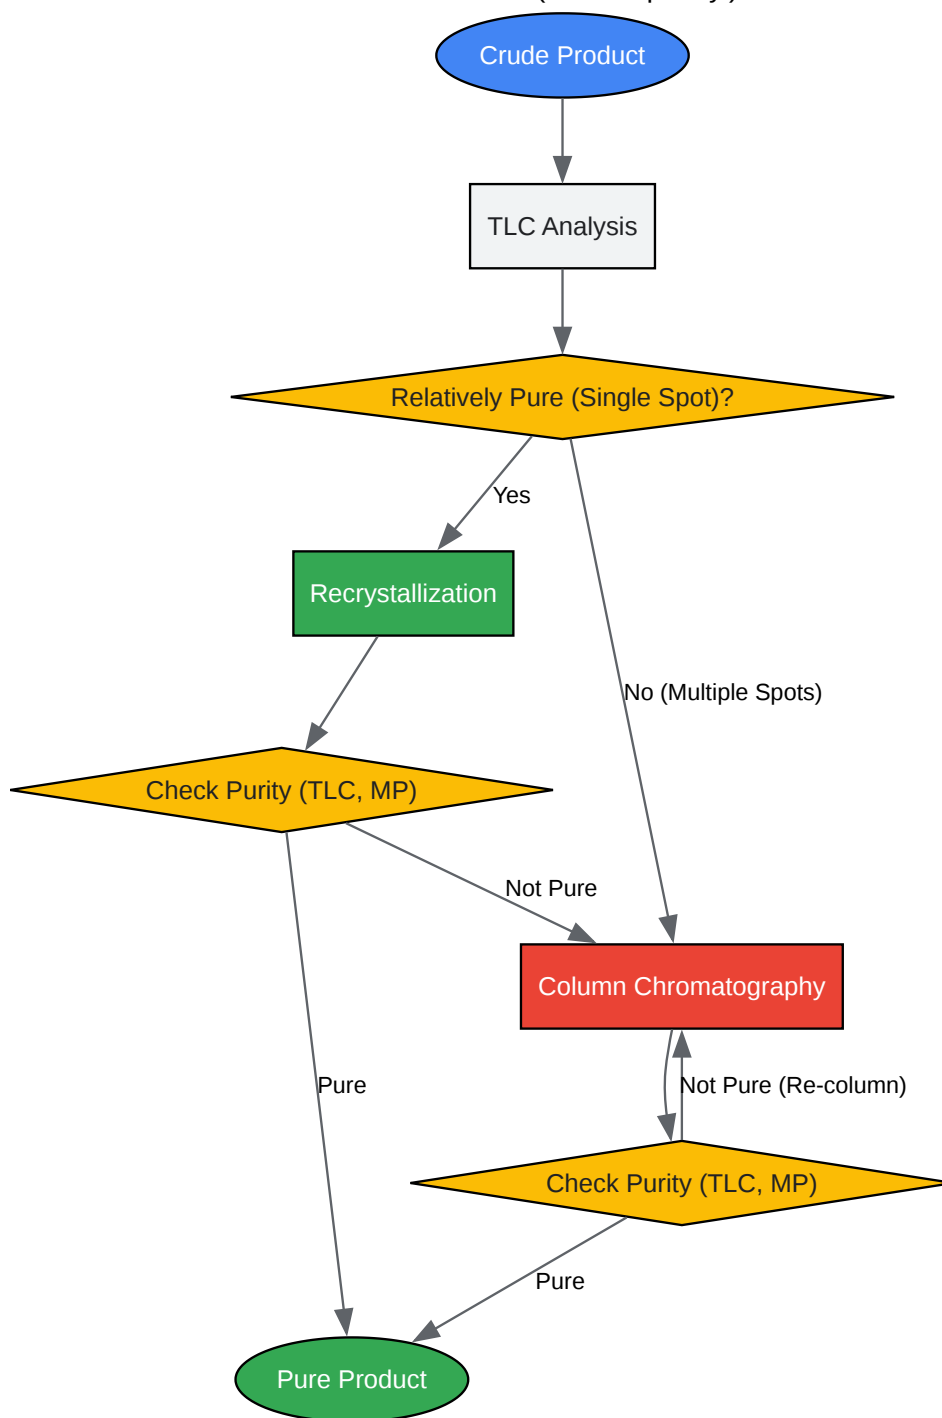 Crude Product
TLC Analysis
Relatively Pure (Single Spot)?
Yes
Recrystallization
No (Multiple Spots)
Check Purity (TLC, MP)
Not Pure
Column Chromatography
Pure
Not Pure (Re-column)
Check Purity (TLC, MP)
Pure
Pure Product